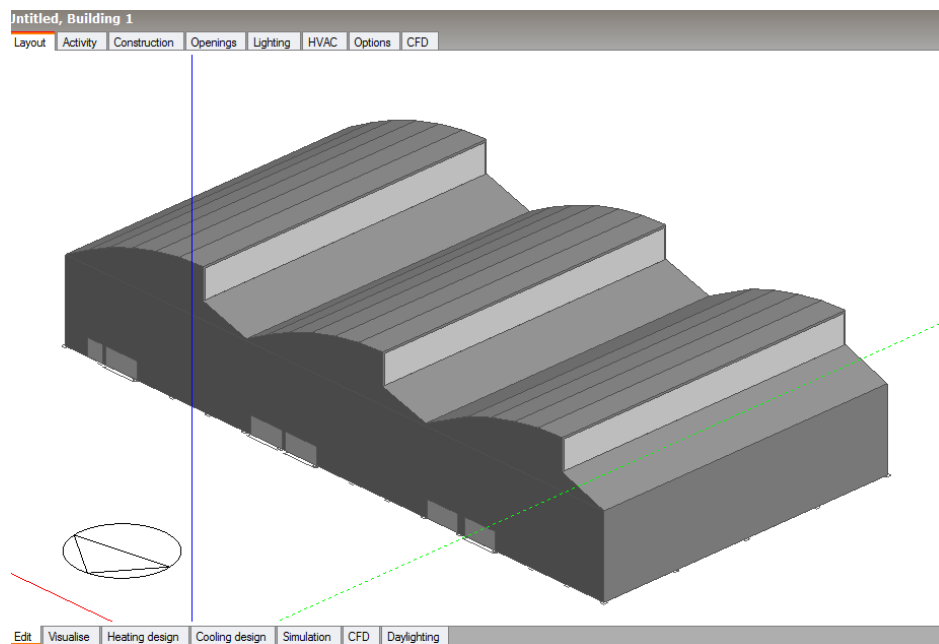 Untitled, Building 1
Layout Activity Construction Openings Lighting HVAC Options CFD
Edit Visualise Heating design Cooling design Simulation CFD Daylighting